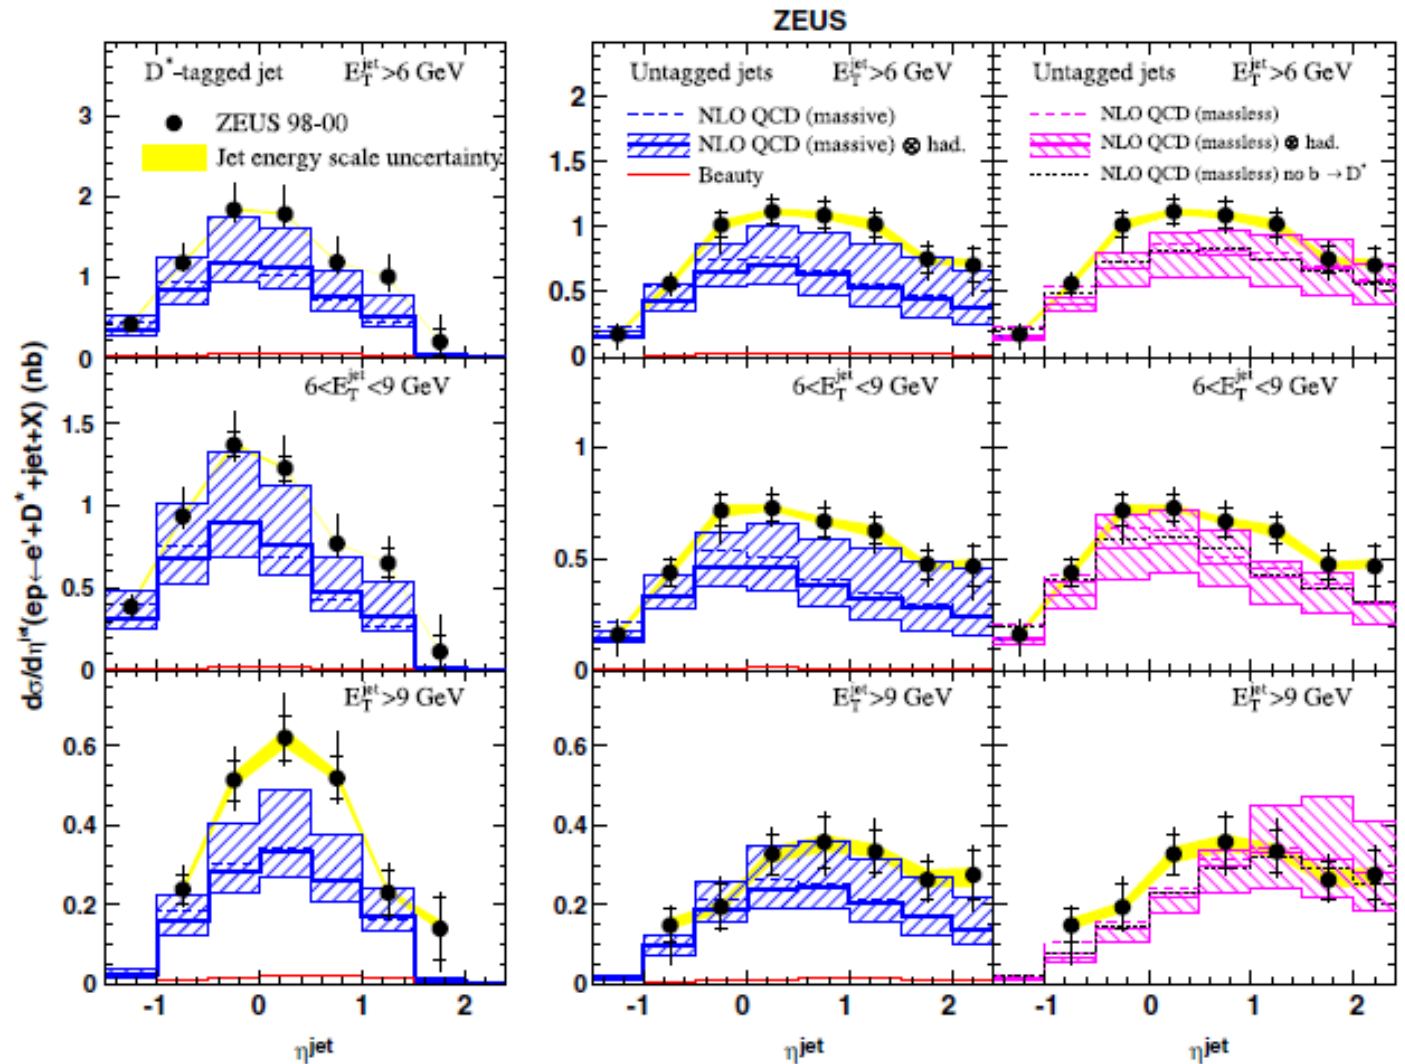 ZEUS
D*-tagged jet E_T^jet>6 GeV
ZEUS 98-00
Jet energy scale uncertainty
Untagged jets E_T^jet>6 GeV
NLO QCD (massive)
NLO QCD (massive) ⊗ had.
Beauty
Untagged jets E_T^jet>6 GeV
NLO QCD (massless)
NLO QCD (massless) ⊗ had.
NLO QCD (massless) no b → D*
3
2
1
0
2
1.5
1
0.5
0
6<E_T^jet<9 GeV
6<E_T^jet<9 GeV
6<E_T^jet<9 GeV
1.5
1
0.5
0
1
0.5
0
E_T^jet>9 GeV
E_T^jet>9 GeV
E_T^jet>9 GeV
0.6
0.4
0.2
0
0.6
0.4
0.2
0
dσ/dη^jet(ep←e'+D*+jet+X) (nb)
-1 0 1 2
-1 0 1 2
-1 0 1 2
η^jet
η^jet
η^jet